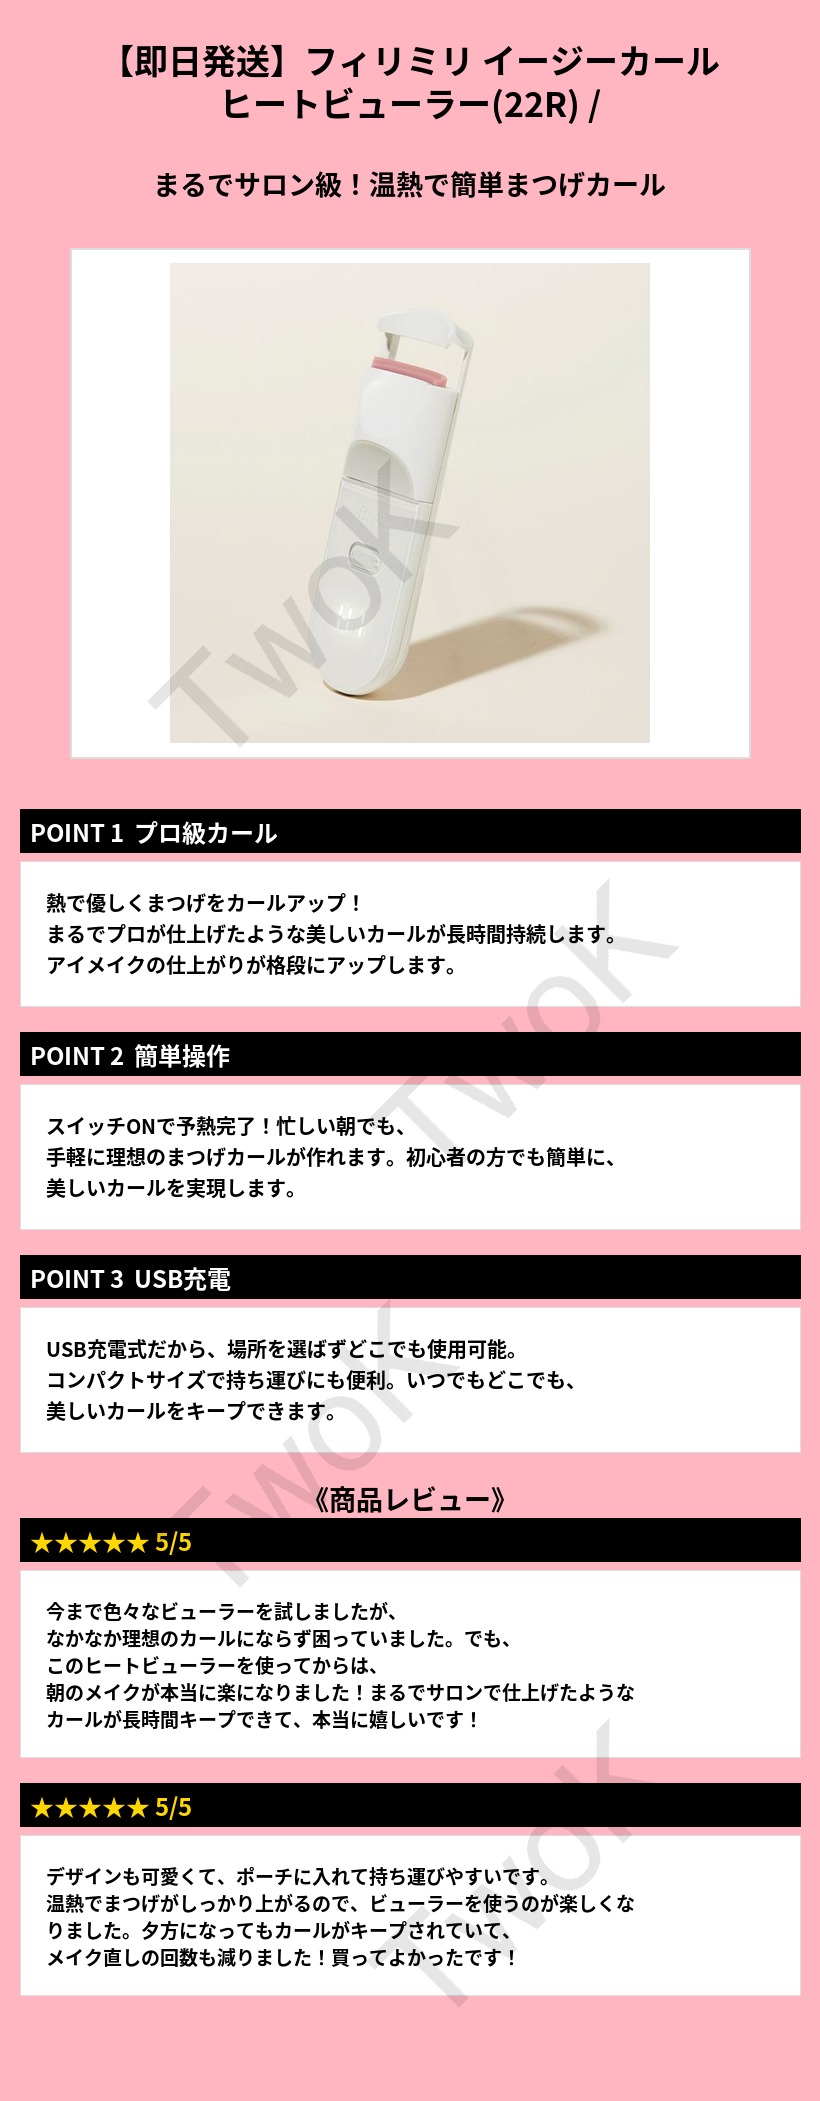 【即日発送】フィリミリ イージーカール
ヒートビューラー(22R) /
まるでサロン級！温熱で簡単まつげカール
TwoK
POINT 1 プロ級カール
熱で優しくまつげをカールアップ！
まるでプロが仕上げたような美しいカールが長時間持続します。
アイメイクの仕上がりが格段にアップします。
TwoK
POINT 2 簡単操作
スイッチONで予熱完了！忙しい朝でも、
手軽に理想のまつげカールが作れます。初心者の方でも簡単に、
美しいカールを実現します。
POINT 3 USB充電
USB充電式だから、場所を選ばずどこでも使用可能。
コンパクトサイズで持ち運びにも便利。いつでもどこでも、
美しいカールをキープできます。
TwoK
《商品レビュー》
★★★★★ 5/5
今まで色々なビューラーを試しましたが、
なかなか理想のカールにならず困っていました。でも、
このヒートビューラーを使ってからは、
朝のメイクが本当に楽になりました！まるでサロンで仕上げたような
カールが長時間キープできて、本当に嬉しいです！
★★★★★ 5/5
デザインも可愛くて、ポーチに入れて持ち運びやすいです。
温熱でまつげがしっかり上がるので、ビューラーを使うのが楽しくな
りました。夕方になってもカールがキープされていて、
メイク直しの回数も減りました！買ってよかったです！
TwoK